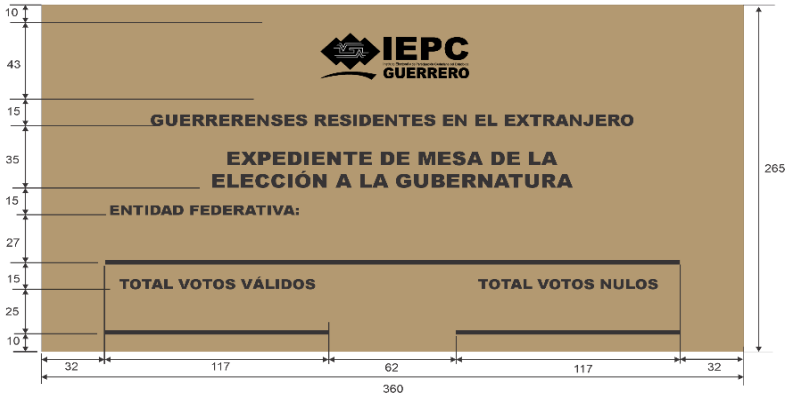 10
43
15
35
15
27
15
25
10
IEPC
GUERRERO
GUERRERENSES RESIDENTES EN EL EXTRANJERO
EXPEDIENTE DE MESA DE LA
ELECCIÓN A LA GUBERNATURA
ENTIDAD FEDERATIVA:
TOTAL VOTOS VÁLIDOS TOTAL VOTOS NULOS
265
32 117 62 117 32
360